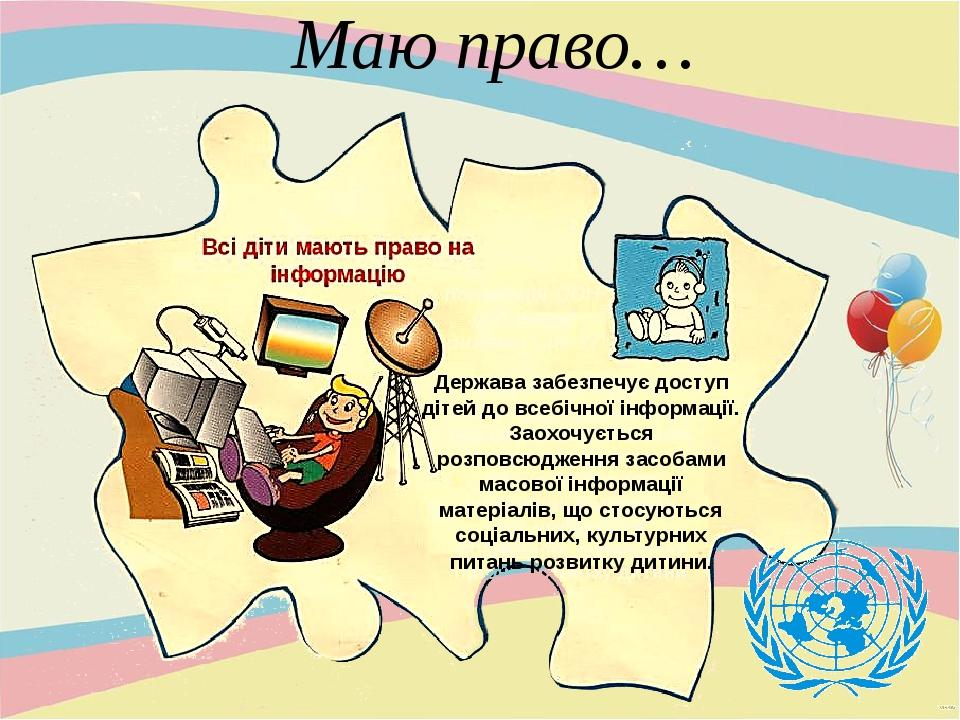 Маю право…
Всі діти мають право на
інформацію
Держава забезпечує доступ
дітей до всебічної інформації.
Заохочується
розповсюдження засобами
масової інформації
матеріалів, що стосуються
соціальних, культурних
питань розвитку дитини.